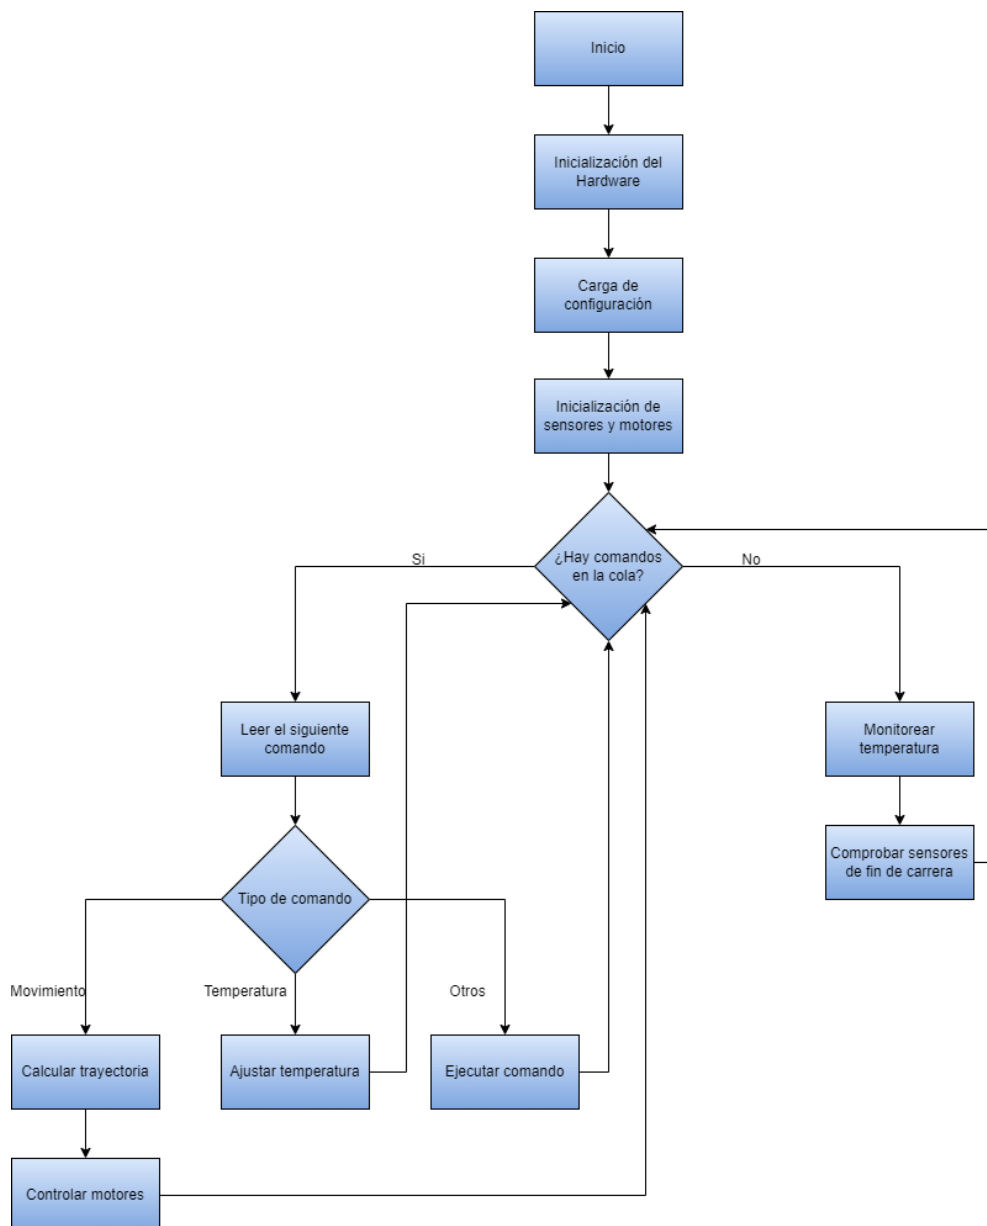 Inicio
Inicialización del
Hardware
Carga de
configuración
Inicialización de
sensores y motores
¿Hay comandos
en la cola?
Si
No
Leer el siguiente
comando
Monitorear
temperatura
Comprobar sensores
de fin de carrera
Tipo de comando
Movimiento
Temperatura
Otros
Calcular trayectoria
Ajustar temperatura
Ejecutar comando
Controlar motores